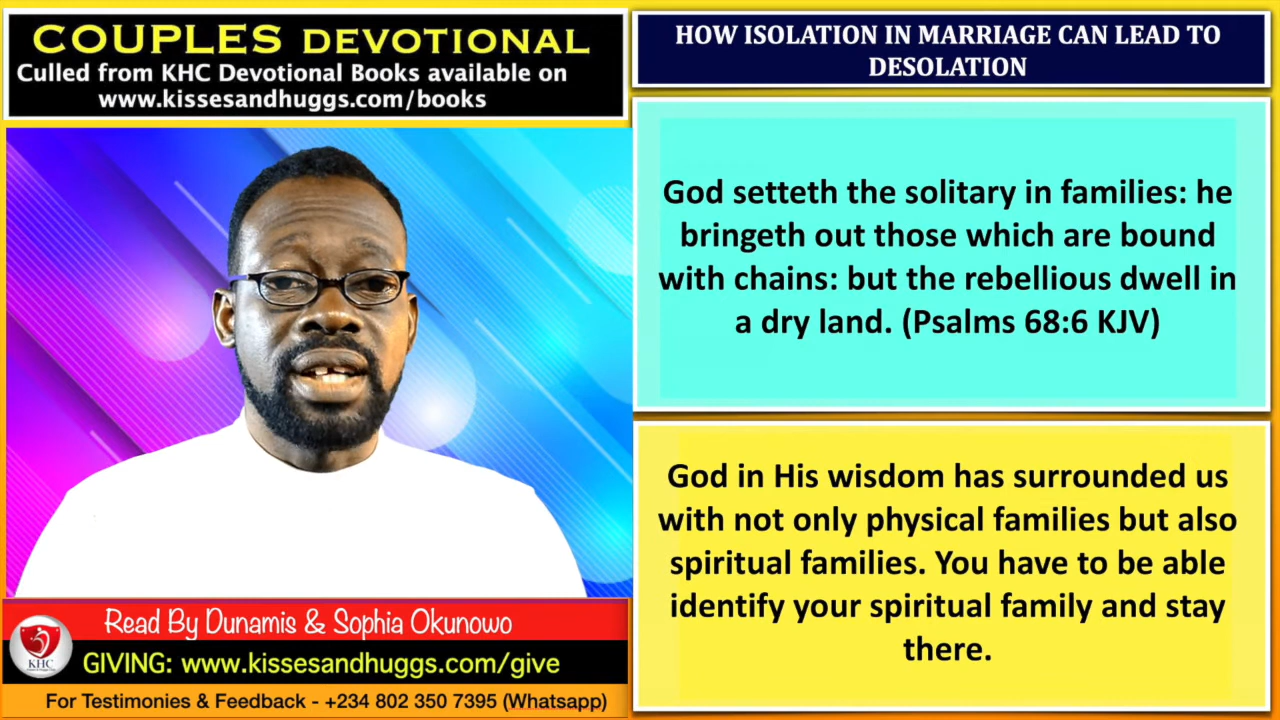 COUPLES DEVOTIONAL
Culled from KHC Devotional Books available on
www.kissesandhuggs.com/books
HOW ISOLATION IN MARRIAGE CAN LEAD TO
DESOLATION
God setteth the solitary in families: he
bringeth out those which are bound
with chains: but the rebellious dwell in
a dry land. (Psalms 68:6 KJV)
God in His wisdom has surrounded us
with not only physical families but also
spiritual families. You have to be able
identify your spiritual family and stay
there.
Read By Dunamis & Sophia Okunowo
KHC
GIVING: www.kissesandhuggs.com/give
For Testimonies & Feedback - +234 802 350 7395 (Whatsapp)